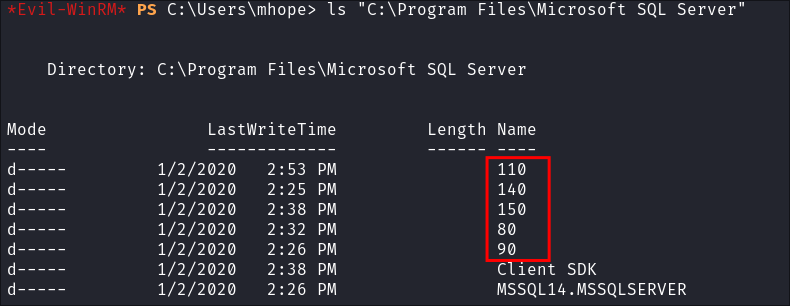 *Evil-WinRM* PS C:\Users\mhope> ls "C:\Program Files\Microsoft SQL Server"
Directory: C:\Program Files\Microsoft SQL Server
Mode LastWriteTime Length Name
---- ------------- ------ ----
d----- 1/2/2020 2:53 PM 110
d----- 1/2/2020 2:25 PM 140
d----- 1/2/2020 2:38 PM 150
d----- 1/2/2020 2:32 PM 80
d----- 1/2/2020 2:26 PM 90
d----- 1/2/2020 2:38 PM Client SDK
d----- 1/2/2020 2:26 PM MSSQL14.MSSQLSERVER